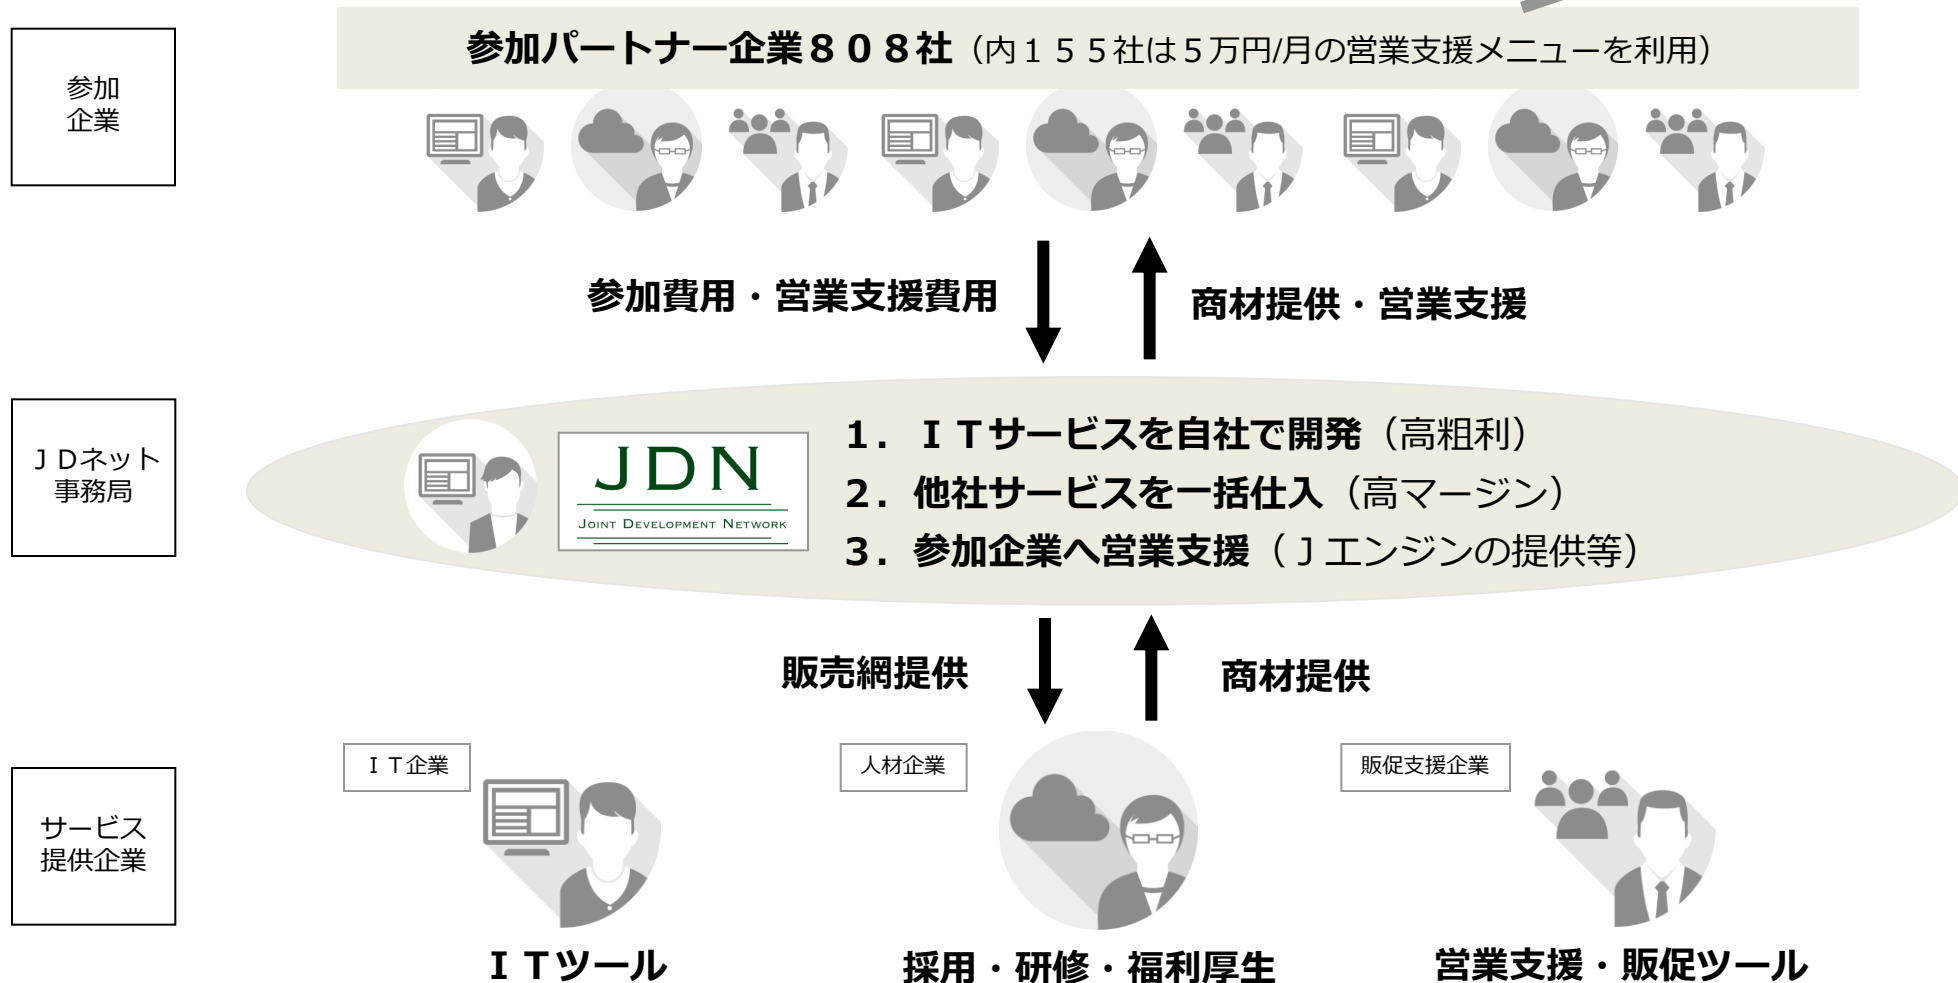 参加パートナー企業８０８社（内１５５社は５万円/月の営業支援メニューを利用）
参加
企業
参加費用・営業支援費用
商材提供・営業支援
ＪＤネット
事務局
JDN
JOINT DEVELOPMENT NETWORK
１．ＩＴサービスを自社で開発（高粗利）
２．他社サービスを一括仕入（高マージン）
３．参加企業へ営業支援（Ｊエンジンの提供等）
販売網提供
商材提供
サービス
提供企業
ＩＴ企業
人材企業
販促支援企業
ＩＴツール
採用・研修・福利厚生
営業支援・販促ツール